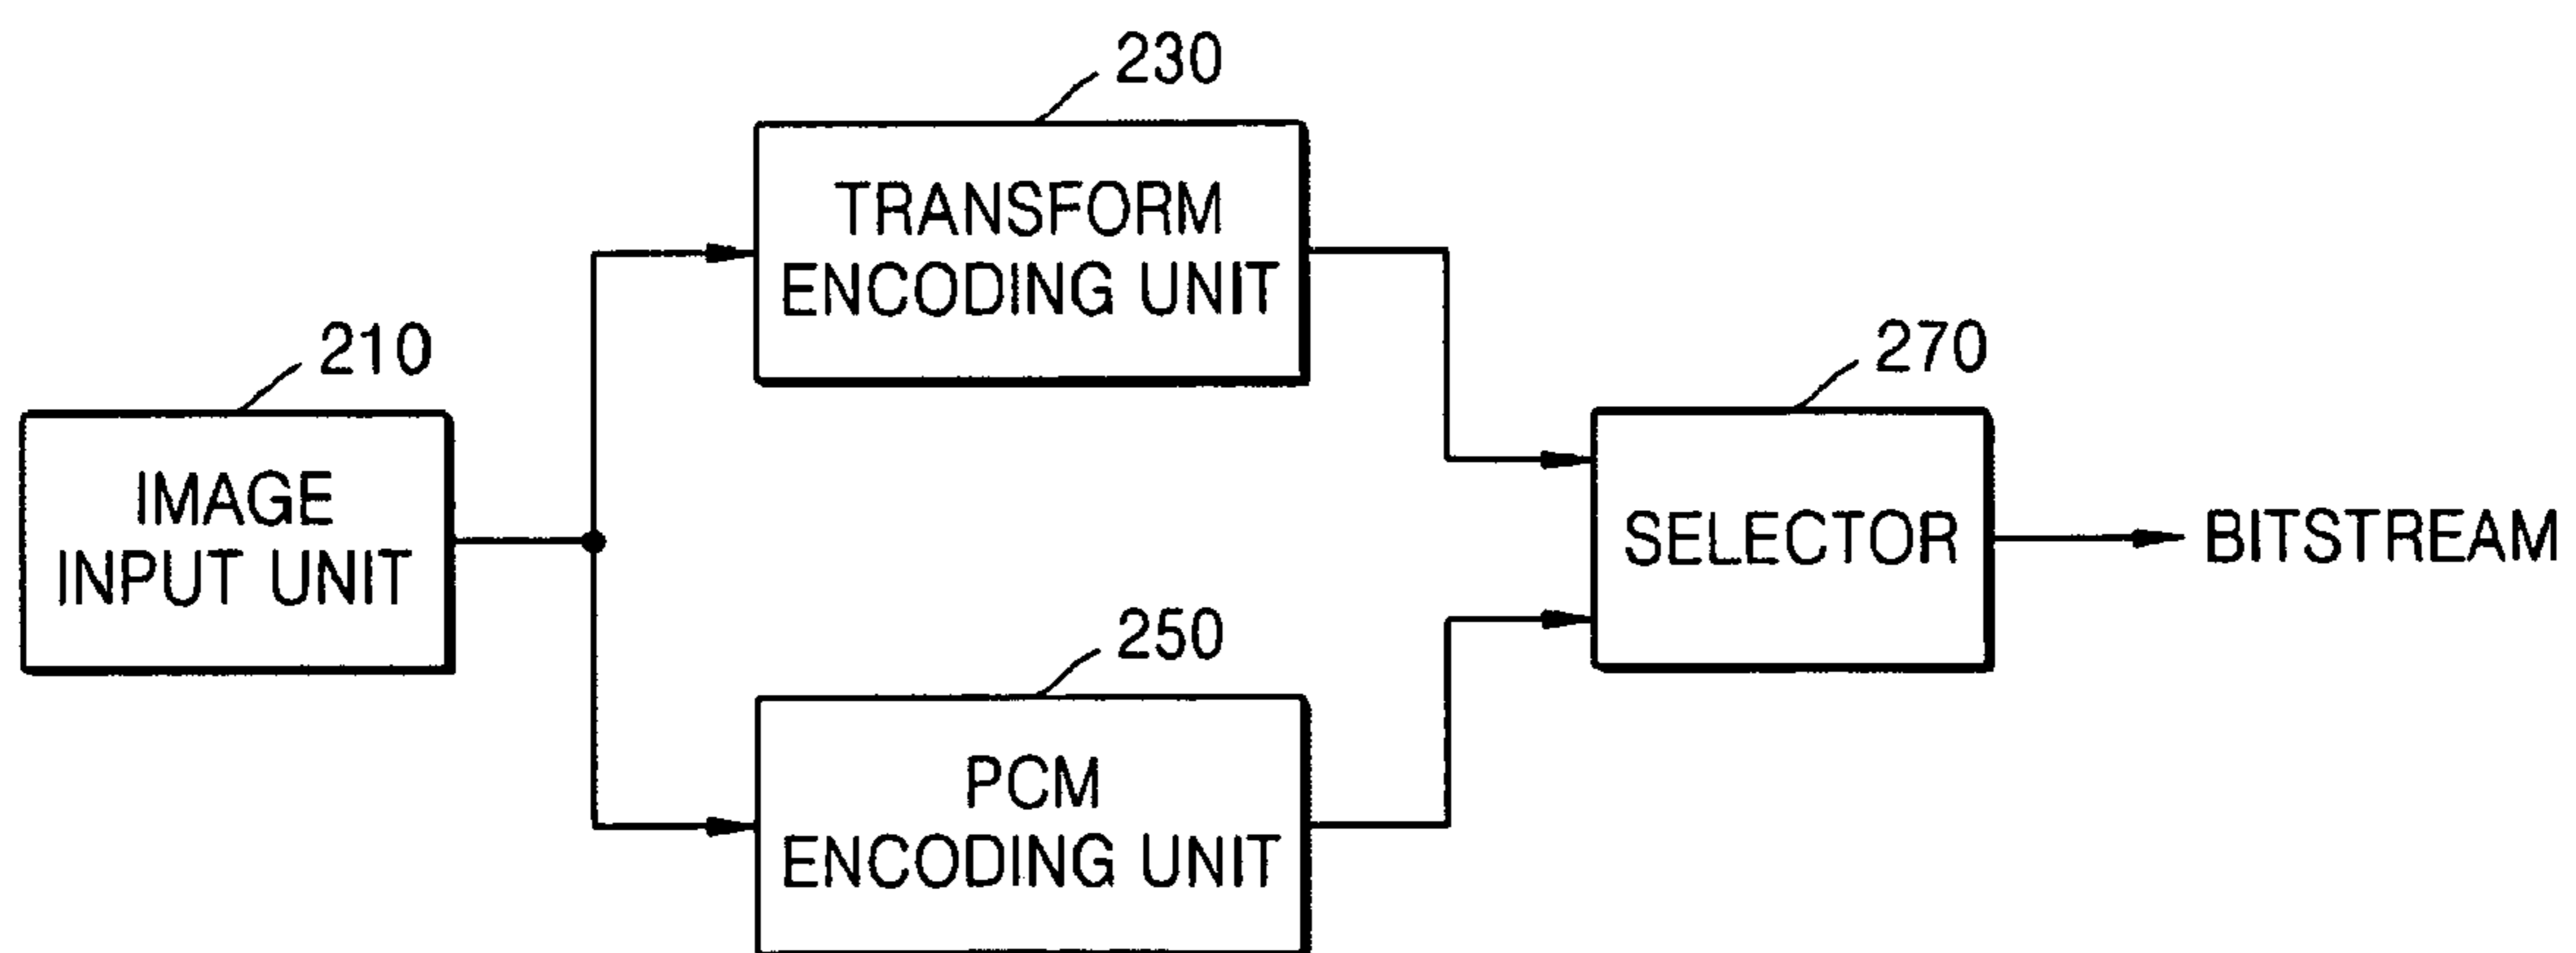 230
TRANSFORM
ENCODING UNIT
210
IMAGE
INPUT UNIT
270
SELECTOR
BITSTREAM
250
PCM
ENCODING UNIT